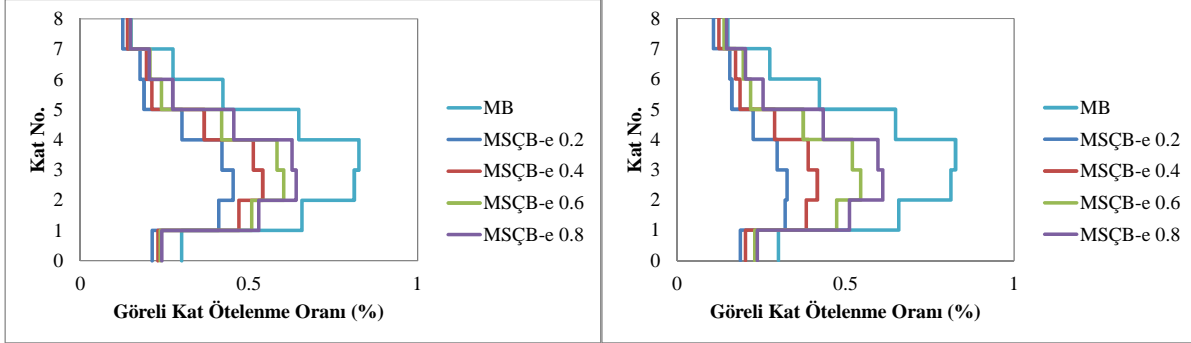 8
7
6
5
4
3
2
1
0
Kat No.
0
0.5
1
Göreli Kat Ötelenme Oranı (%)
MB
MSÇB-e 0.2
MSÇB-e 0.4
MSÇB-e 0.6
MSÇB-e 0.8
8
7
6
5
4
3
2
1
0
Kat No.
0
0.5
1
Göreli Kat Ötelenme Oranı (%)
MB
MSÇB-e 0.2
MSÇB-e 0.4
MSÇB-e 0.6
MSÇB-e 0.8